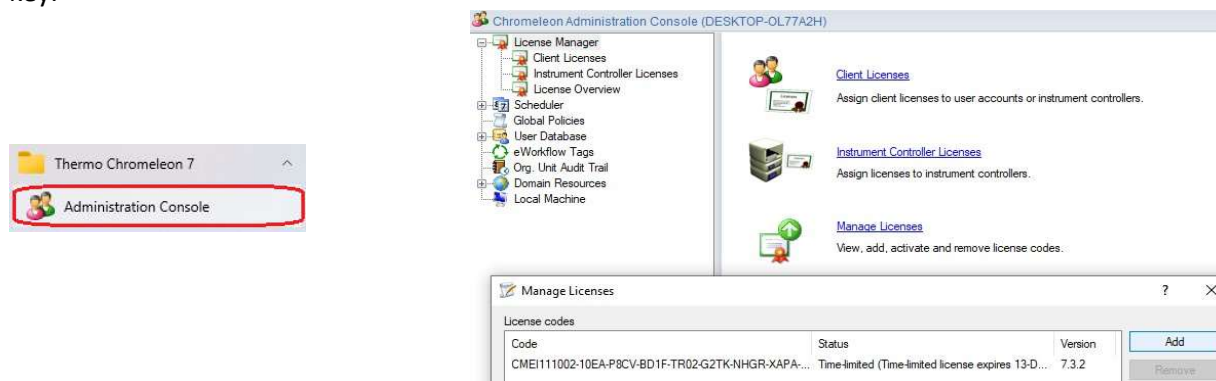 Chromeleon Administration Console (DESKTOP-OL77A2H)
License Manager
Client Licenses
Instrument Controller Licenses
License Overview
Scheduler
Global Policies
User Database
eWorkflow Tags
Org. Unit Audit Trail
Domain Resources
Local Machine
Client Licenses
Assign client licenses to user accounts or instrument controllers.
Instrument Controller Licenses
Assign licenses to instrument controllers.
Manage Licenses
View, add, activate and remove license codes.
Thermo Chromeleon 7
Administration Console
Manage Licenses
License codes
Code Status Version Add
CMEI111002-10EA-P8CV-BD1F-TR02-G2TK-NHGR-XAPA-... Time-limited (Time-limited license expires 13-D... 7.3.2 Remove